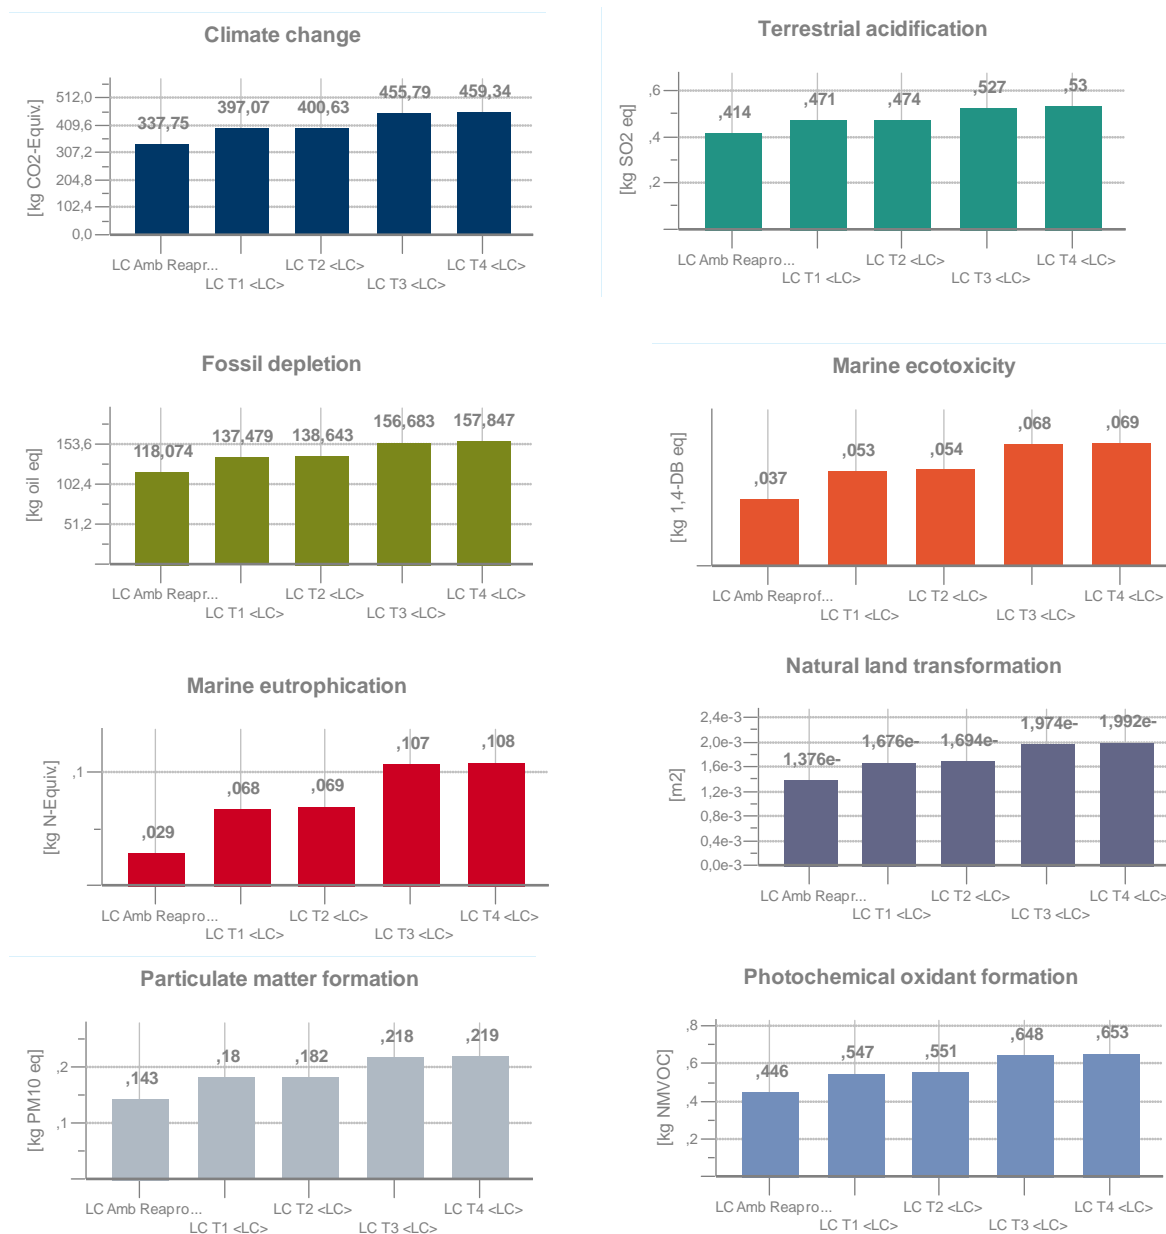 Climate change
[kg CO2-Equiv.]
512,0
409,6
307,2
204,8
102,4
0,0
337,75
397,07
400,63
455,79
459,34
LC Amb Reapr...
LC T1 <LC>
LC T2 <LC>
LC T3 <LC>
LC T4 <LC>
Terrestrial acidification
[kg SO2 eq]
,6
,4
,2
,414
,471
,474
,527
,53
LC Amb Reapro...
LC T1 <LC>
LC T2 <LC>
LC T3 <LC>
LC T4 <LC>
Fossil depletion
[kg oil eq]
153,6
102,4
51,2
118,074
137,479
138,643
156,683
157,847
LC Amb Reapr...
LC T1 <LC>
LC T2 <LC>
LC T3 <LC>
LC T4 <LC>
Marine ecotoxicity
[kg 1,4-DB eq]
,037
,053
,054
,068
,069
LC Amb Reaprof...
LC T1 <LC>
LC T2 <LC>
LC T3 <LC>
LC T4 <LC>
Marine eutrophication
[kg N-Equiv.]
,1
,029
,068
,069
,107
,108
LC Amb Reapro...
LC T1 <LC>
LC T2 <LC>
LC T3 <LC>
LC T4 <LC>
Natural land transformation
[m2]
2,4e-3
2,0e-3
1,6e-3
1,2e-3
0,8e-3
0,4e-3
0,0e-3
1,376e-
1,676e-
1,694e-
1,974e-
1,992e-
LC Amb Reapr...
LC T1 <LC>
LC T2 <LC>
LC T3 <LC>
LC T4 <LC>
Particulate matter formation
[kg PM10 eq]
,2
,1
,143
,18
,182
,218
,219
LC Amb Reapro...
LC T1 <LC>
LC T2 <LC>
LC T3 <LC>
LC T4 <LC>
Photochemical oxidant formation
[kg NMVOC]
,8
,6
,4
,2
,446
,547
,551
,648
,653
LC Amb Reapro...
LC T1 <LC>
LC T2 <LC>
LC T3 <LC>
LC T4 <LC>